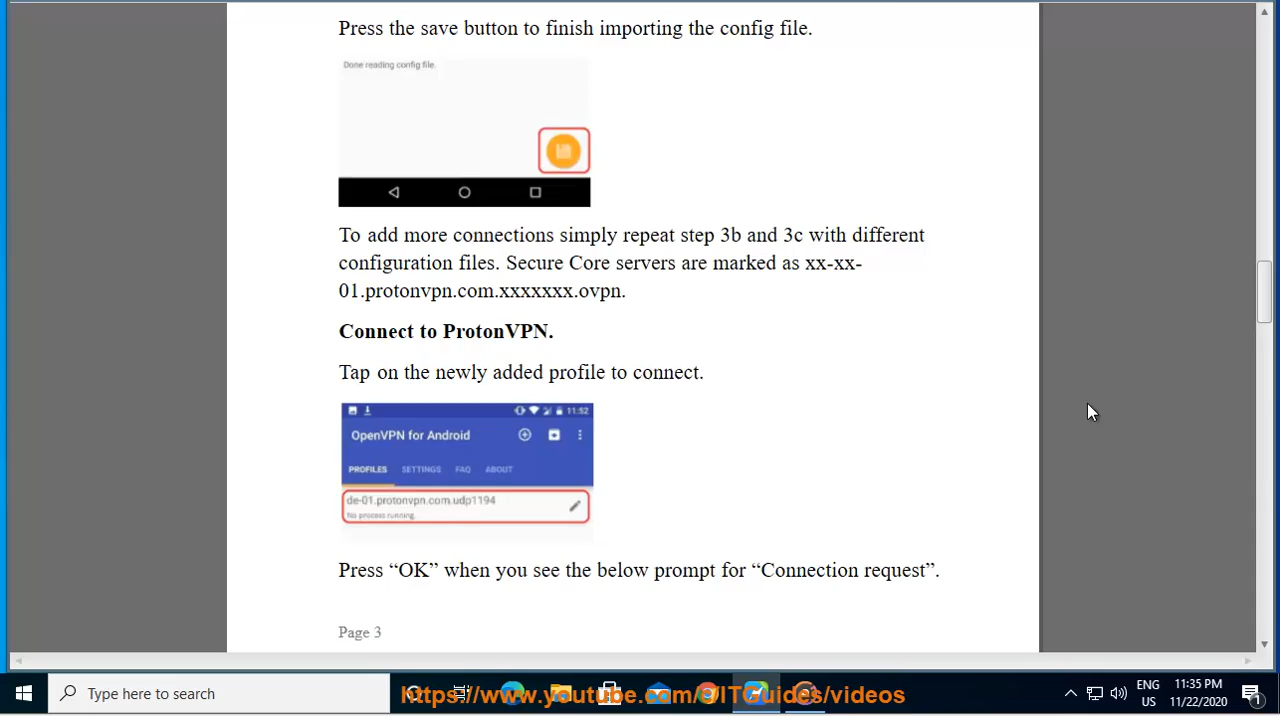 Press the save button to finish importing the config file.
Done reading config file.
To add more connections simply repeat step 3b and 3c with different
configuration files. Secure Core servers are marked as xx-xx-
01.protonvpn.com.xxxxxxx.ovpn.
Connect to ProtonVPN.
Tap on the newly added profile to connect.
11:52
OpenVPN for Android
PROFILES SETTINGS FAQ ABOUT
de-01.protonvpn.com.udp1194
No process running.
Press “OK” when you see the below prompt for “Connection request”.
Page 3
Type here to search
https://www.youtube.com/UITGuides/videos
ENG
US
11:35 PM
11/22/2020
1